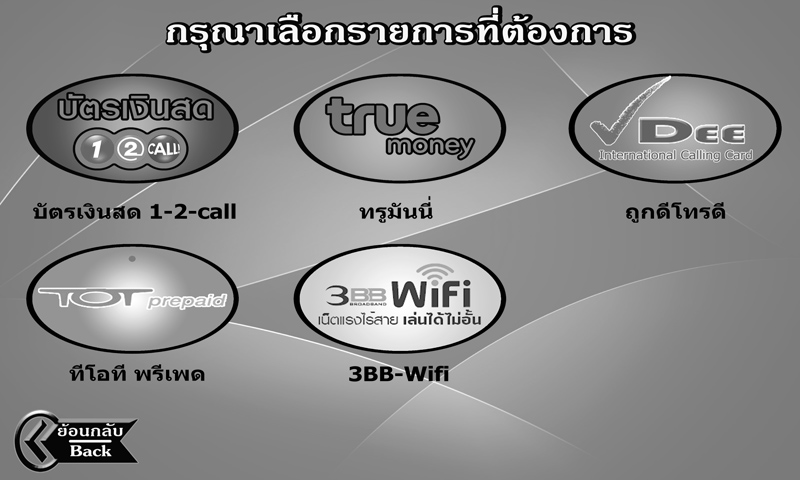 กรุณาเลือกรายการที่ต้องการ
บัตรเงินสด
1 2 CALL!
true
money
DEE
International Calling Card
บัตรเงินสด 1-2-call
ทรูมันนี่
ถูกดีโทรดี
TOT prepaid
3BB WiFi
BROADBAND
เน็ตแรงไร้สาย เล่นได้ไม่อั้น
ทีโอที พรีเพด
3BB-Wifi
ย้อนกลับ
Back